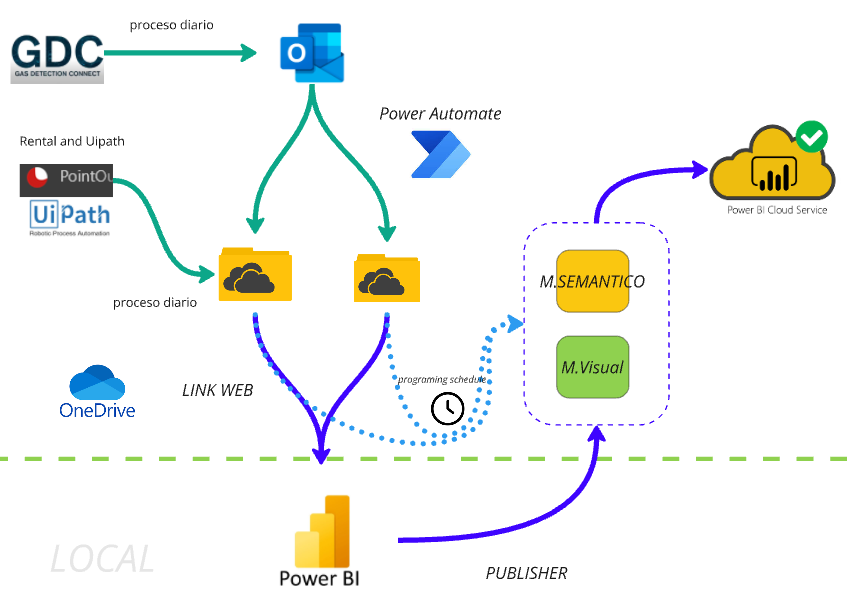 proceso diario
GDC
GAS DETECTION CONNECT
O
Power Automate
Rental and Uipath
PointOu
UiPath
Robotic Process Automation
Power BI Cloud Service
M.SEMANTICO
proceso diario
M.Visual
programing schedule
LINK WEB
OneDrive
LOCAL
Power BI
PUBLISHER